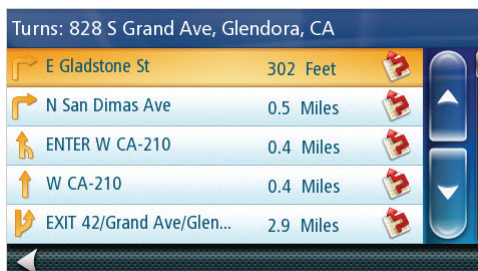 Turns: 828 S Grand Ave, Glendora, CA
E Gladstone St 302 Feet
N San Dimas Ave 0.5 Miles
ENTER W CA-210 0.4 Miles
W CA-210 0.4 Miles
EXIT 42/Grand Ave/Glen... 2.9 Miles